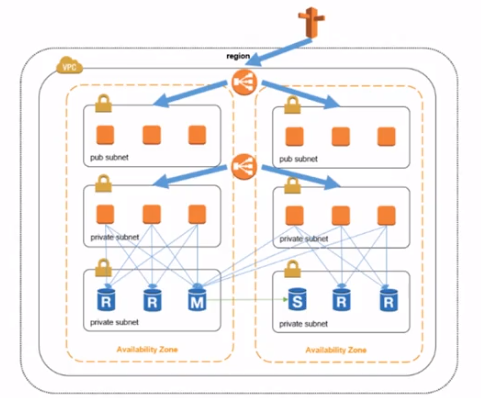 region
VPC
pub subnet
pub subnet
private subnet
private subnet
R R M
S R R
private subnet
private subnet
Availability Zone
Availability Zone